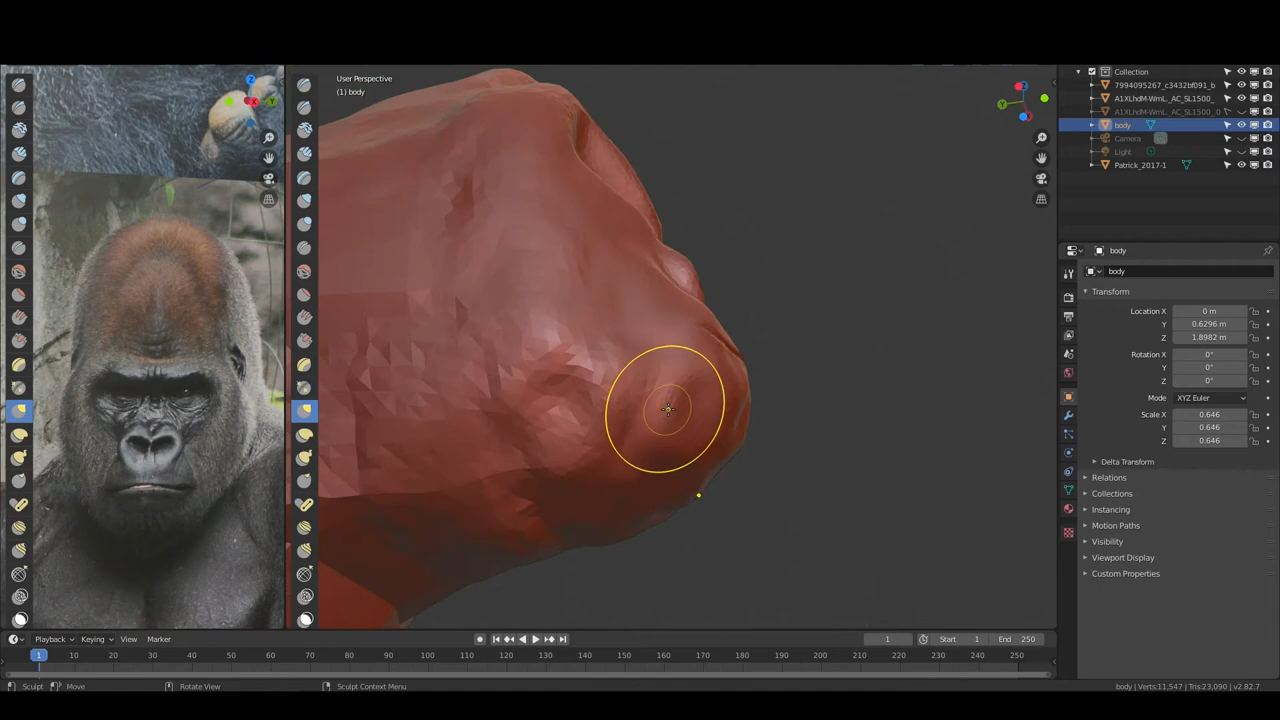 User Perspective
(1) body
Collection
7994095267_c3432bf091_b
A1XLhdM-WmL._AC_SL1500_
A1XLhdM-WmL._AC_SL1500_.0
body
Camera
Light
Patrick_2017-1
body
body
Transform
Location X 0 m
Y 0.6296 m
Z 1.8982 m
Rotation X 0°
Y 0°
Z 0°
Mode XYZ Euler
Scale X 0.646
Y 0.646
Z 0.646
Delta Transform
Relations
Collections
Instancing
Motion Paths
Visibility
Viewport Display
Custom Properties
Playback Keying View Marker 1 Start 1 End 250
1 10 20 30 40 50 60 70 80 90 100 110 120 130 140 150 160 170 180 190 200 210 220 230 240 250
Sculpt Move Rotate View Sculpt Context Menu body | Verts:11,547 | Tris:23,090 | v2.82.7